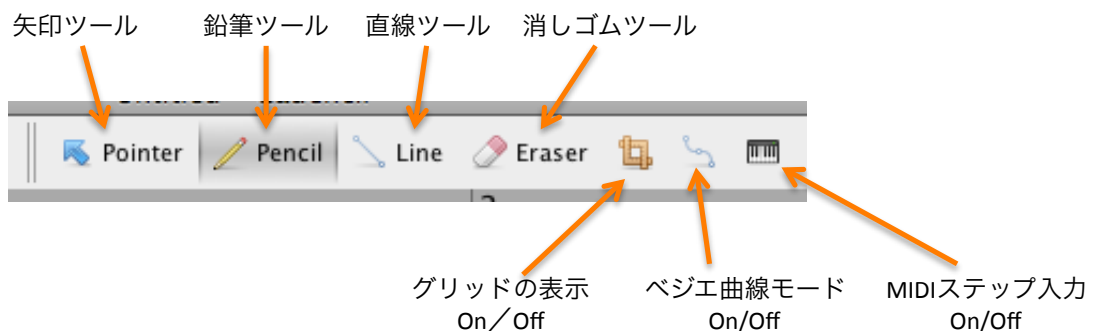 矢印ツール
鉛筆ツール
直線ツール
消しゴムツール
Pointer
Pencil
Line
Eraser
グリッドの表示
On／Off
ベジエ曲線モード
On/Off
MIDIステップ入力
On/Off